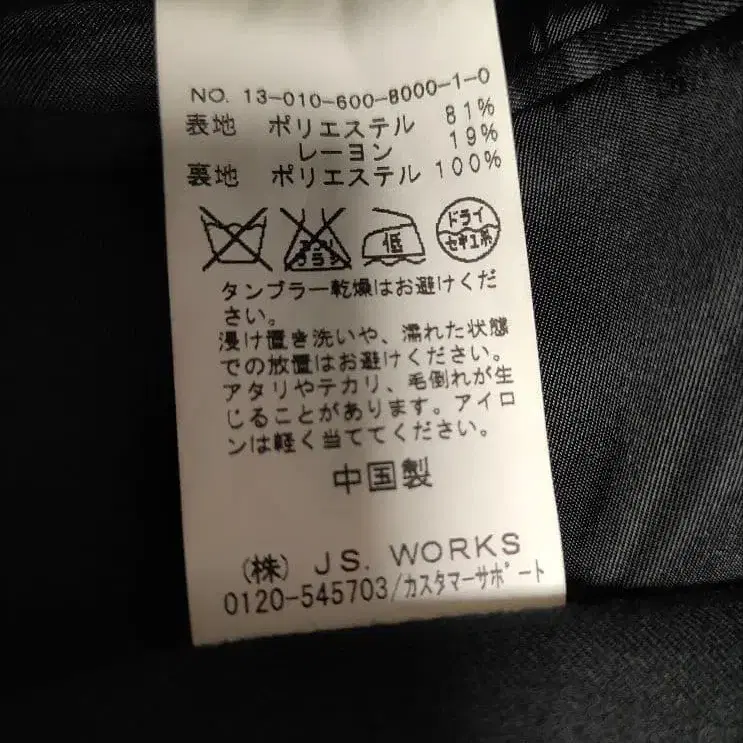 NO. 13-010-600-8000-1-0
表地 ポリエステル 81%
レーヨン 19%
裏地 ポリエステル 100%
エンソ
サラシ
低
ドライ
セキユ系
タンブラー乾燥はお避けくだ
さい。
浸け置き洗いや、濡れた状態
での放置はお避けください。
アタリやテカリ、毛倒れが生
じることがあります。アイロ
ンは軽く当ててください。
中国製
(株) JS. WORKS
0120-545703/カスタマーサポート